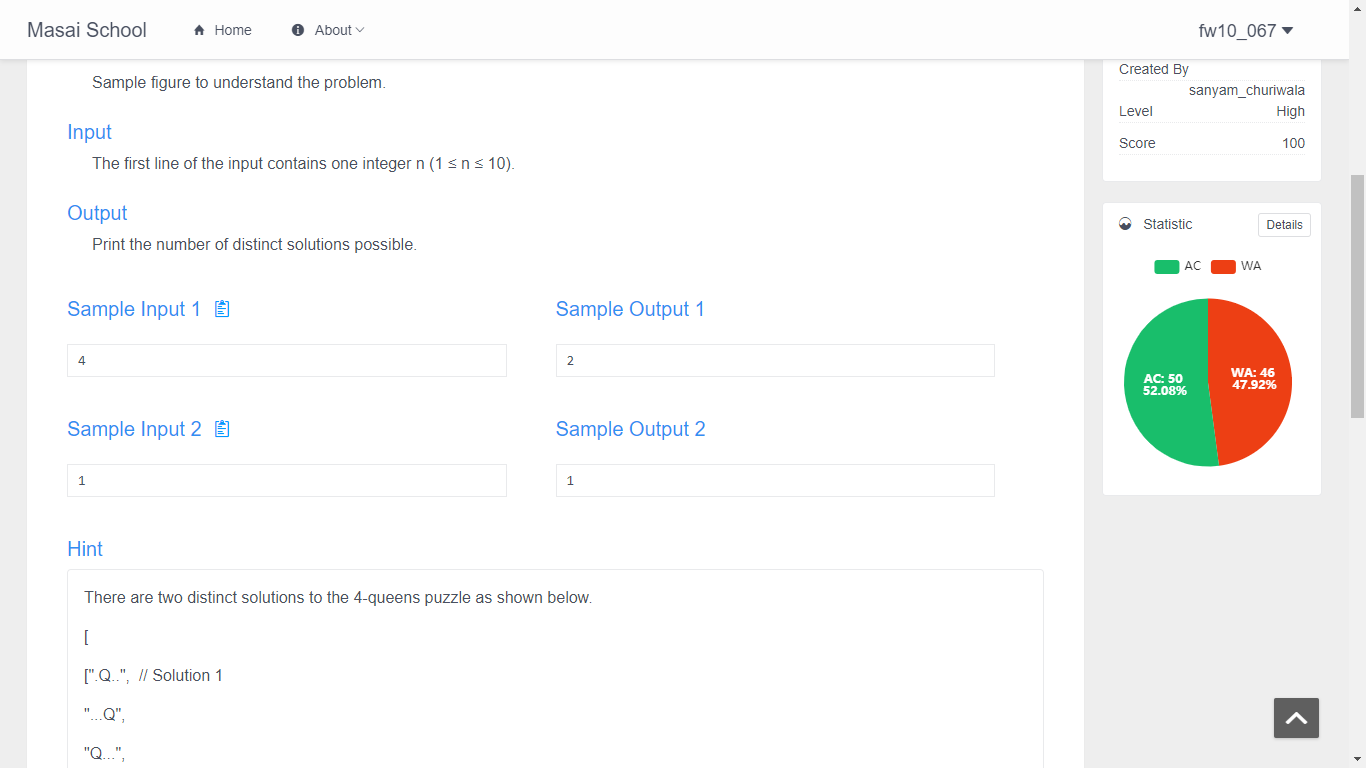 Masai School
Home
About
fw10_067
Sample figure to understand the problem.
Input
The first line of the input contains one integer n (1 ≤ n ≤ 10).
Output
Print the number of distinct solutions possible.
Sample Input 1
Sample Output 1
4
2
Sample Input 2
Sample Output 2
1
1
Hint
There are two distinct solutions to the 4-queens puzzle as shown below.
[
[".Q..",  // Solution 1
"...Q",
"Q...",
Created By
sanyam_churiwala
Level
High
Score
100
Statistic
Details
AC
WA
AC: 50
52.08%
WA: 46
47.92%